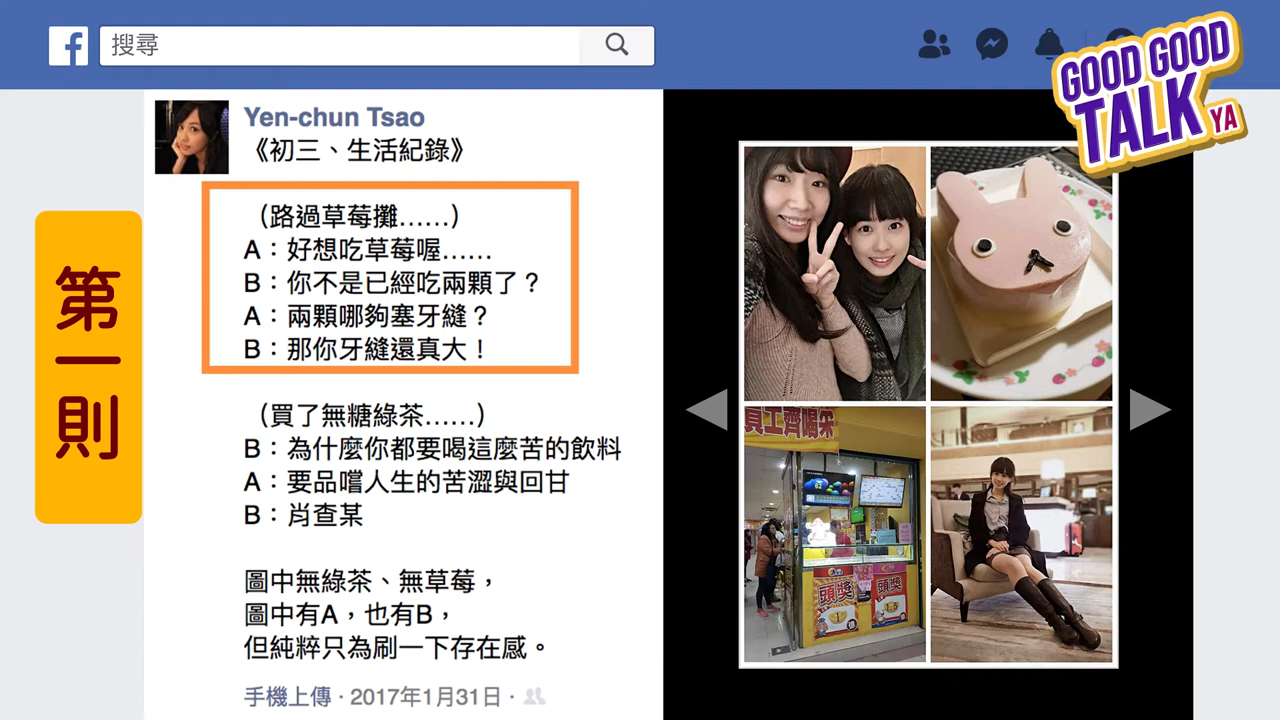 搜尋
GOOD GOOD
TALK YA
第一則
Yen-chun Tsao
《初三、生活紀錄》
（路過草莓攤……）
A：好想吃草莓喔……
B：你不是已經吃兩顆了？
A：兩顆哪夠塞牙縫？
B：那你牙縫還真大！
（買了無糖綠茶……）
B：為什麼你都要喝這麼苦的飲料
A：要品嚐人生的苦澀與回甘
B：肖查某
圖中無綠茶、無草莓，
圖中有A，也有B，
但純粹只為刷一下存在感。
手機上傳 · 2017年1月31日 ·
員工齊喝采
62
頭獎
頭獎